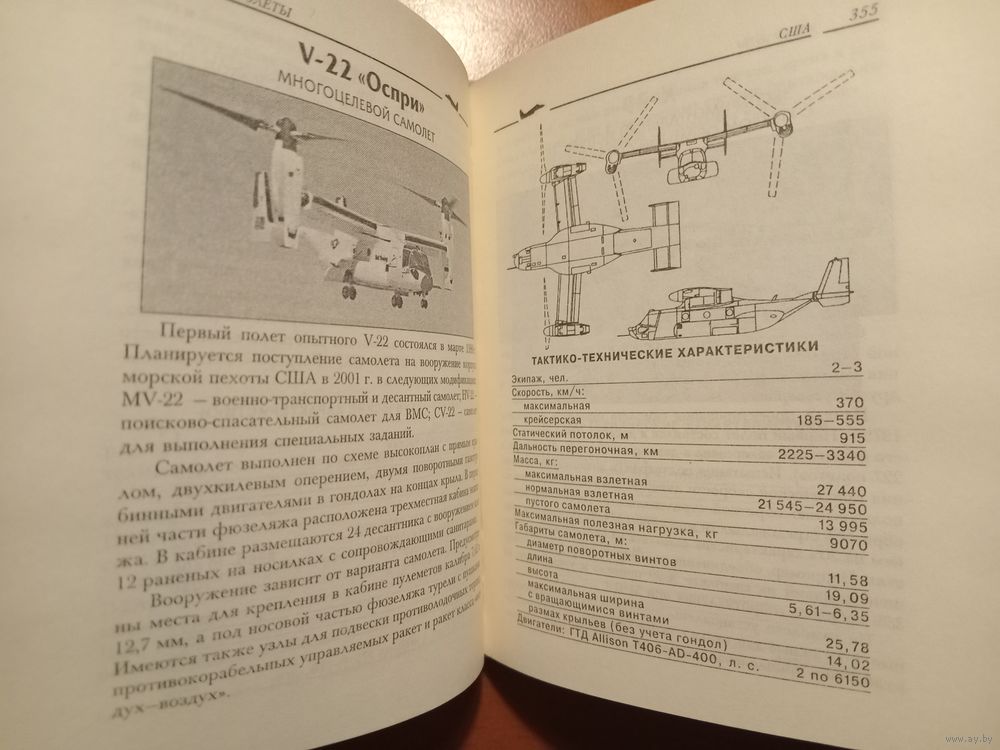 V-22 «Оспри»
МНОГОЦЕЛЕВОЙ САМОЛЕТ
Первый полет опытного V-22 состоялся в марте
Планируется поступление самолета на вооружение
морской пехоты США в 2001 г. в следующих
MV-22 — военно-транспортный и десантный самолет; HV-22 –
поисково-спасательный самолет для ВМС; CV-22 –
для выполнения специальных заданий.
Самолет выполнен по схеме высокоплан с прямым
лом, двухкилевым оперением, двумя поворотными
бинными двигателями в гондолах на концах крыла. В
ней части фюзеляжа расположена трехместная кабина
жа. В кабине размещаются 24 десантника с вооружением
12 раненых на носилках с сопровождающими
Вооружение зависит от варианта самолета.
ны места для крепления в кабине пулеметов калибра
12,7 мм, а под носовой частью фюзеляжа турели с
Имеются также узлы для подвески противолодочных
противокорабельных управляемых ракет и ракет класса
дух–воздух».
США
355
ТАКТИКО-ТЕХНИЧЕСКИЕ ХАРАКТЕРИСТИКИ
Экипаж, чел. 2–3
Скорость, км/ч:
максимальная 370
крейсерская 185–555
Статический потолок, м 915
Дальность перегоночная, км 2225–3340
Масса, кг:
максимальная взлетная 27 440
нормальная взлетная 21 545–24 950
пустого самолета 13 995
Максимальная полезная нагрузка, кг 9070
Габариты самолета, м:
диаметр поворотных винтов 11,58
длина 19,09
высота 5,61–6,35
максимальная ширина
с вращающимися винтами 25,78
размах крыльев (без учета гондол) 14,02
Двигатели: ГТД Allison T406-AD-400, л. с. 2 по 6150
www.ay.by